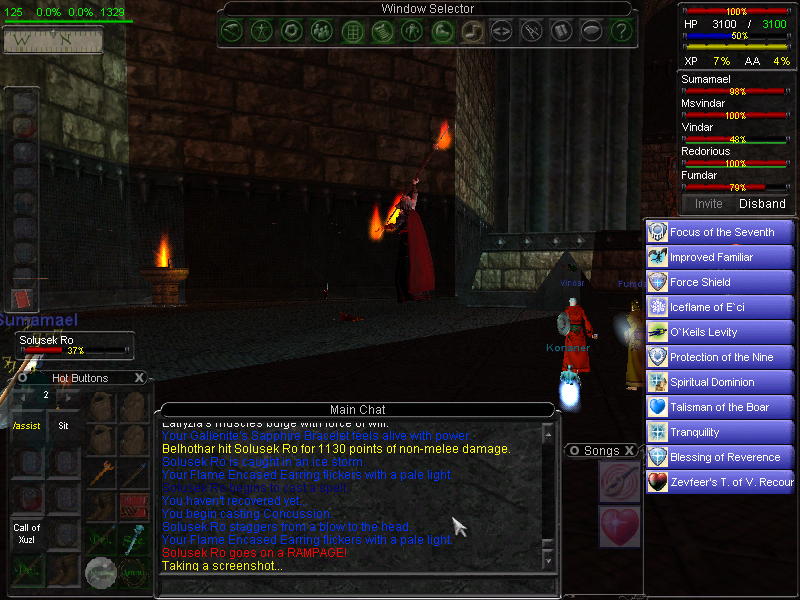 125 0.0% 0.0% 1329
W N
Window Selector
?
100%
HP 3100 / 3100
50%
XP 7% AA 4%
Sumamael
98%
Msvindar
100%
Vindar
48%
Redorious
100%
Fumdar
79%
Invite Disband
Focus of the Seventh
Improved Familiar
Force Shield
Iceflame of E`ci
O`Keils Levity
Protection of the Nine
Spiritual Dominion
Talisman of the Boar
Tranquility
Blessing of Reverence
Zevfeer's T. of V. Recour
Vindar
Sumamael
Solusek Ro
37%
Hot Buttons X
2
/assist Sit
Call of
Xuzl
Main Chat
Your Gallenite's Sapphire Bracelet feels alive with power.
Belhothar hit Solusek Ro for 1130 points of non-melee damage.
Solusek Ro is caught in an ice storm.
Your Flame Encased Earring flickers with a pale light.
Solusek Ro begins to cast a spell.
You haven't recovered yet...
You begin casting Concussion.
Solusek Ro staggers from a blow to the head.
Your Flame Encased Earring flickers with a pale light.
Solusek Ro goes on a RAMPAGE!
Taking a screenshot...
Songs X